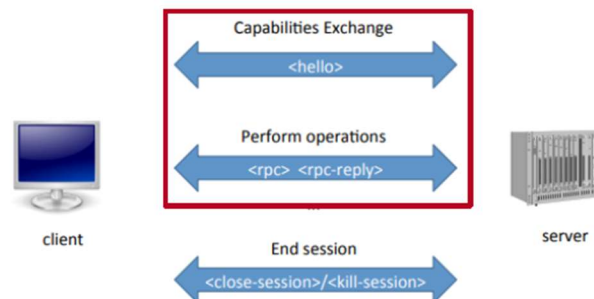 Capabilities Exchange
<hello>
Perform operations
<rpc> <rpc-reply>
...
client
server
End session
<close-session>/<kill-session>